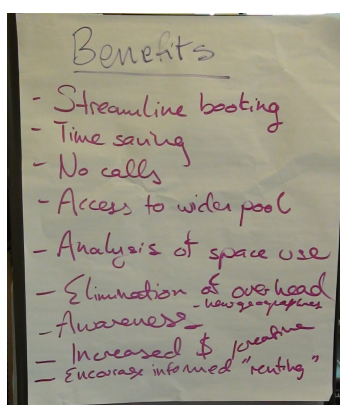 Benefits
- Streamline booking
- Time saving
- No calls
- Access to wider pool
- Analysis of space use
- Elimination of overhead
- Awareness - new geographies
- Increased $ /creative
- Encourage informed "renting"